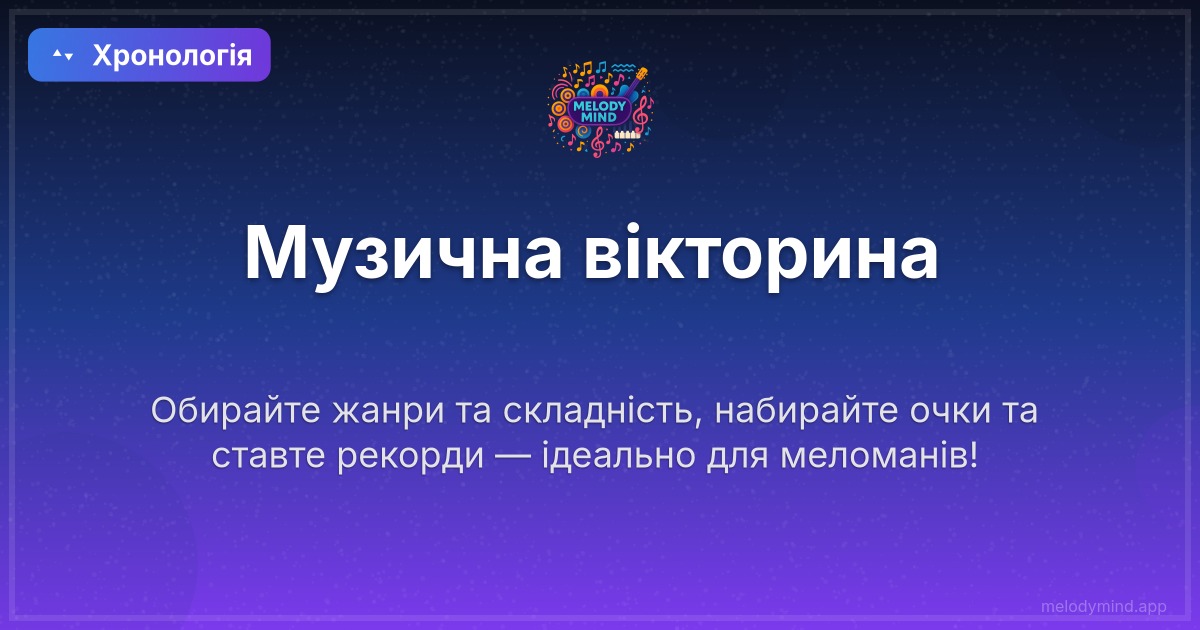 Хронологія
MELODY
MIND
Музична вікторина
Обирайте жанри та складність, набирайте очки та
ставте рекорди — ідеально для меломанів!
melodymind.app